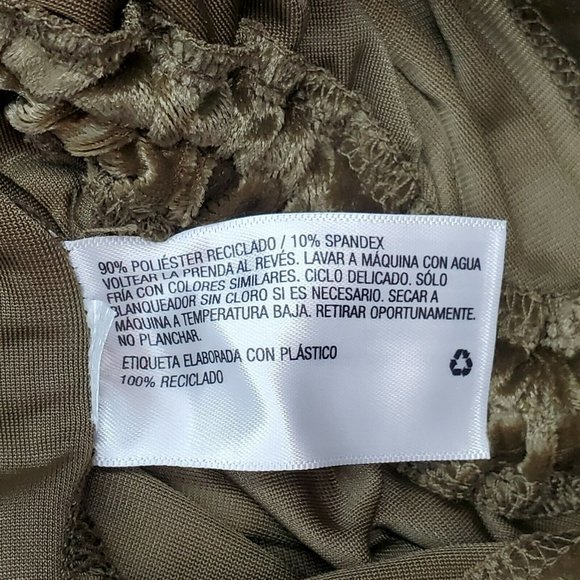 90% POLIÉSTER RECICLADO / 10% SPANDEX
VOLTEAR LA PRENDA AL REVÉS. LAVAR A MÁQUINA CON AGUA
FRÍA CON COLORES SIMILARES. CICLO DELICADO. SÓLO
BLANQUEADOR SIN CLORO SI ES NECESARIO. SECAR A
MÁQUINA A TEMPERATURA BAJA. RETIRAR OPORTUNAMENTE.
NO PLANCHAR.
ETIQUETA ELABORADA CON PLÁSTICO
100% RECICLADO